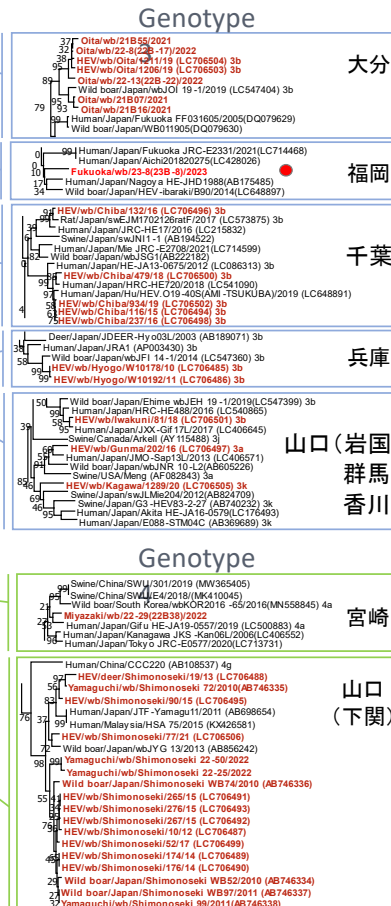 Genotype
3
Oita/wb/21B55/2021
Oita/wb/22-8(22B-17)/2022
HEV/wb/Oita/1211/19 (LC706504) 3b
HEV/wb/Oita/1206/19 (LC706503) 3b
Oita/wb/22-13(22B-22)/2022
Wild boar/Japan/wbJOI 19-1/2019 (LC547404) 3b
Oita/wb/21B07/2021
Oita/wb/21B16/2021
Human/Japan/Fukuoka FF031605/2005(DQ079629)
Wild boar/Japan/WB011905(DQ079630)
大分
Human/Japan/Fukuoka JRC-E2331/2021(LC714668)
Human/Japan/Aichi201820275(LC428026)
Fukuoka/wb/23-8(23B-8)/2023
Human/Japan/Nagoya HE-JHD1988(AB175485)
Wild boar/Japan/HEV-ibaraki/B90/2014(LC648897)
福岡
HEV/wb/Chiba/132/16 (LC706496) 3b
Rat/Japan/swEJM1702126ratF/2017 (LC573875) 3b
Human/Japan/JRC-HE17/2016 (LC215832)
Swine/Japan/swJN11-1 (AB194522)
Human/Japan/Mie JRC-E2708/2021(LC714599)
Wild boar/Japan/wbJSG1(AB222182)
Human/Japan/HE-JA13-0675/2012 (LC086313) 3b
HEV/wb/Chiba/479/18 (LC706500) 3b
Human/Japan/HRC-HE720/2018 (LC541090)
Human/Japan/Hu/HEV.O19-40S(AMI-TSUKUBA)/2019 (LC648891)
HEV/wb/Chiba/934/19 (LC706502) 3b
HEV/wb/Chiba/116/15 (LC706494) 3b
HEV/wb/Chiba/237/16 (LC706498) 3b
千葉
Deer/Japan/JDEER-Hyo03L/2003 (AB189071) 3b
Human/Japan/JRA1 (AP003430) 3b
Wild boar/Japan/wbJFI 14-1/2014 (LC547360) 3b
HEV/wb/Hyogo/W10178/10 (LC706485) 3b
HEV/wb/Hyogo/W10192/11 (LC706486) 3b
兵庫
Wild boar/Japan/Ehime wbJEH 19-1/2019(LC547399) 3b
Human/Japan/HRC-HE488/2016 (LC540865)
HEV/wb/Iwakuni/81/18 (LC706501) 3b
Human/Japan/JXX-Gif17L/2017 (LC406645)
Swine/Canada/Arkell (AY115488) 3j
HEV/wb/Gunma/202/16 (LC706497) 3a
Human/Japan/JMO-Sap13L/2013 (LC406571)
Wild boar/Japan/wbJNR 10-L2(AB605226)
Swine/USA/Meng (AF082843) 3a
HEV/wb/Kagawa/1289/20 (LC706505) 3k
Swine/Japan/swJLMie204/2012(AB824709)
Swine/Japan/G3-HEV83-2-27 (AB740232) 3k
Human/Japan/Akita HE-JA16-0579(LC176493)
Human/Japan/E088-STM04C (AB369689) 3k
山口(岩国
群馬
香川
Genotype
4
Swine/China/SWU/301/2019 (MW365405)
Swine/China/SWU/E4/2018/(MK410045)
Wild boar/South Korea/wbKOR2016 -65/2016(MN558845) 4a
Miyazaki/wb/22-29(22B38)/2022
Human/Japan/Gifu HE-JA19-0557/2019 (LC500883) 4a
Human/Japan/Kanagawa JKS -Kan06L/2006(LC406552)
Human/Japan/Tokyo JRC-E0577/2020(LC713731)
宮崎
Human/China/CCC220 (AB108537) 4g
HEV/deer/Shimonoseki/19/13 (LC706488)
Yamaguchi/wb/Shimonoseki 72/2010(AB746335)
HEV/wb/Shimonoseki/90/15 (LC706495)
Human/Japan/JTF-Yamagu11/2011 (AB698654)
Human/Malaysia/HSA 75/2015 (KX426581)
HEV/wb/Shimonoseki/77/21 (LC706506)
Wild boar/Japan/wbJYG 13/2013 (AB856242)
Yamaguchi/wb/Shimonoseki 22-50/2022
Yamaguchi/wb/Shimonoseki 22-25/2022
Wild boar/Japan/Shimonoseki WB74/2010 (AB746336)
HEV/wb/Shimonoseki/265/15 (LC706491)
HEV/wb/Shimonoseki/276/15 (LC706493)
HEV/wb/Shimonoseki/267/15 (LC706492)
HEV/wb/Shimonoseki/10/12 (LC706487)
HEV/wb/Shimonoseki/52/17 (LC706499)
HEV/wb/Shimonoseki/174/14 (LC706489)
HEV/wb/Shimonoseki/176/14 (LC706490)
Wild boar/Japan/Shimonoseki WB52/2010 (AB746334)
Wild boar/Japan/Shimonoseki WB97/2011 (AB746337)
Yamaguchi/wb/Shimonoseki 99/2011(AB746338)
山口
(下関)